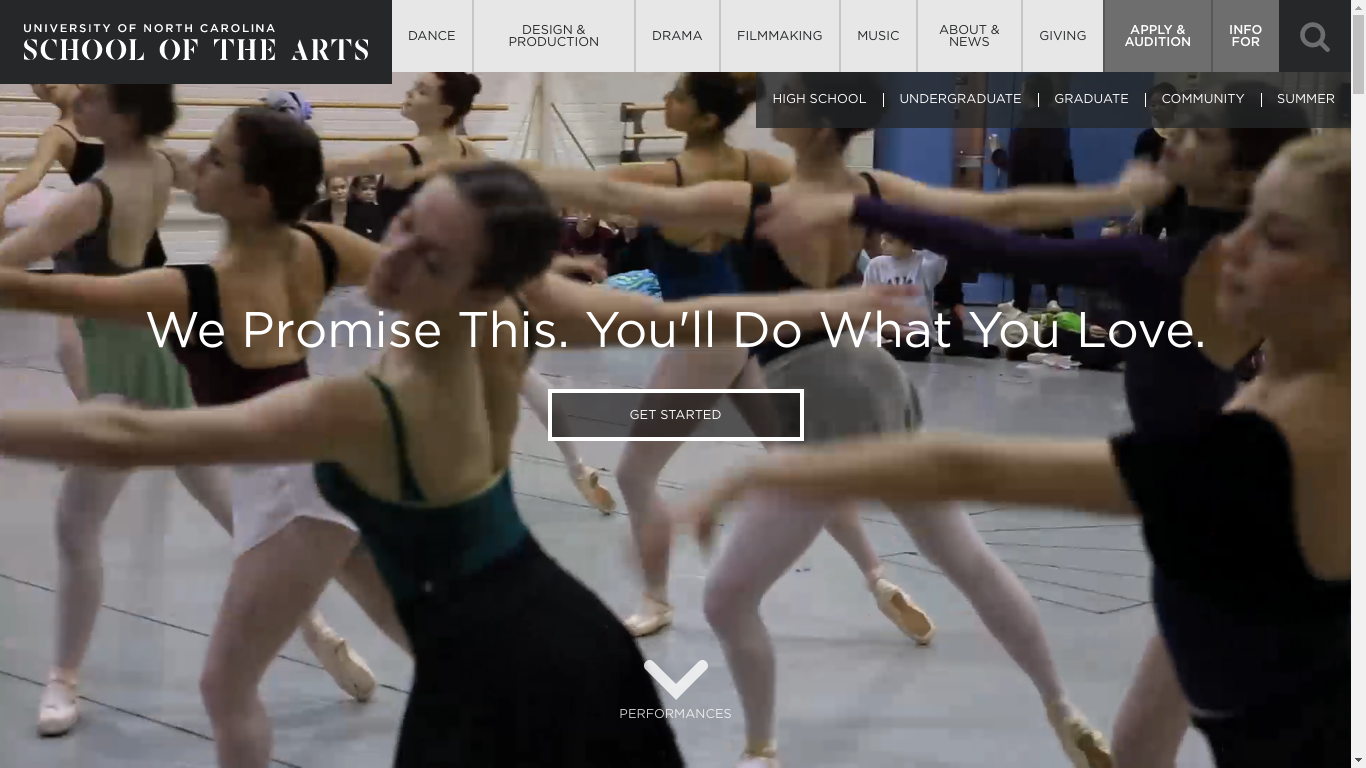 UNIVERSITY OF NORTH CAROLINA
SCHOOL OF THE ARTS
DANCE
DESIGN &
PRODUCTION
DRAMA
FILMMAKING
MUSIC
ABOUT &
NEWS
GIVING
APPLY &
AUDITION
INFO
FOR
HIGH SCHOOL
UNDERGRADUATE
GRADUATE
COMMUNITY
SUMMER
We Promise This. You'll Do What You Love.
GET STARTED
PERFORMANCES